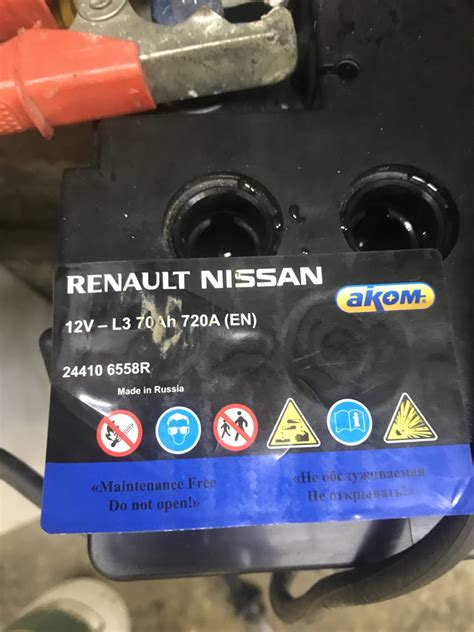 RENAULT NISSAN
akom
12V – L3 70Ah 720A (EN)
24410 6558R
Made in Russia
«Maintenance Free
Do not open!»
«Не обслуживаемая
Не открывать!»